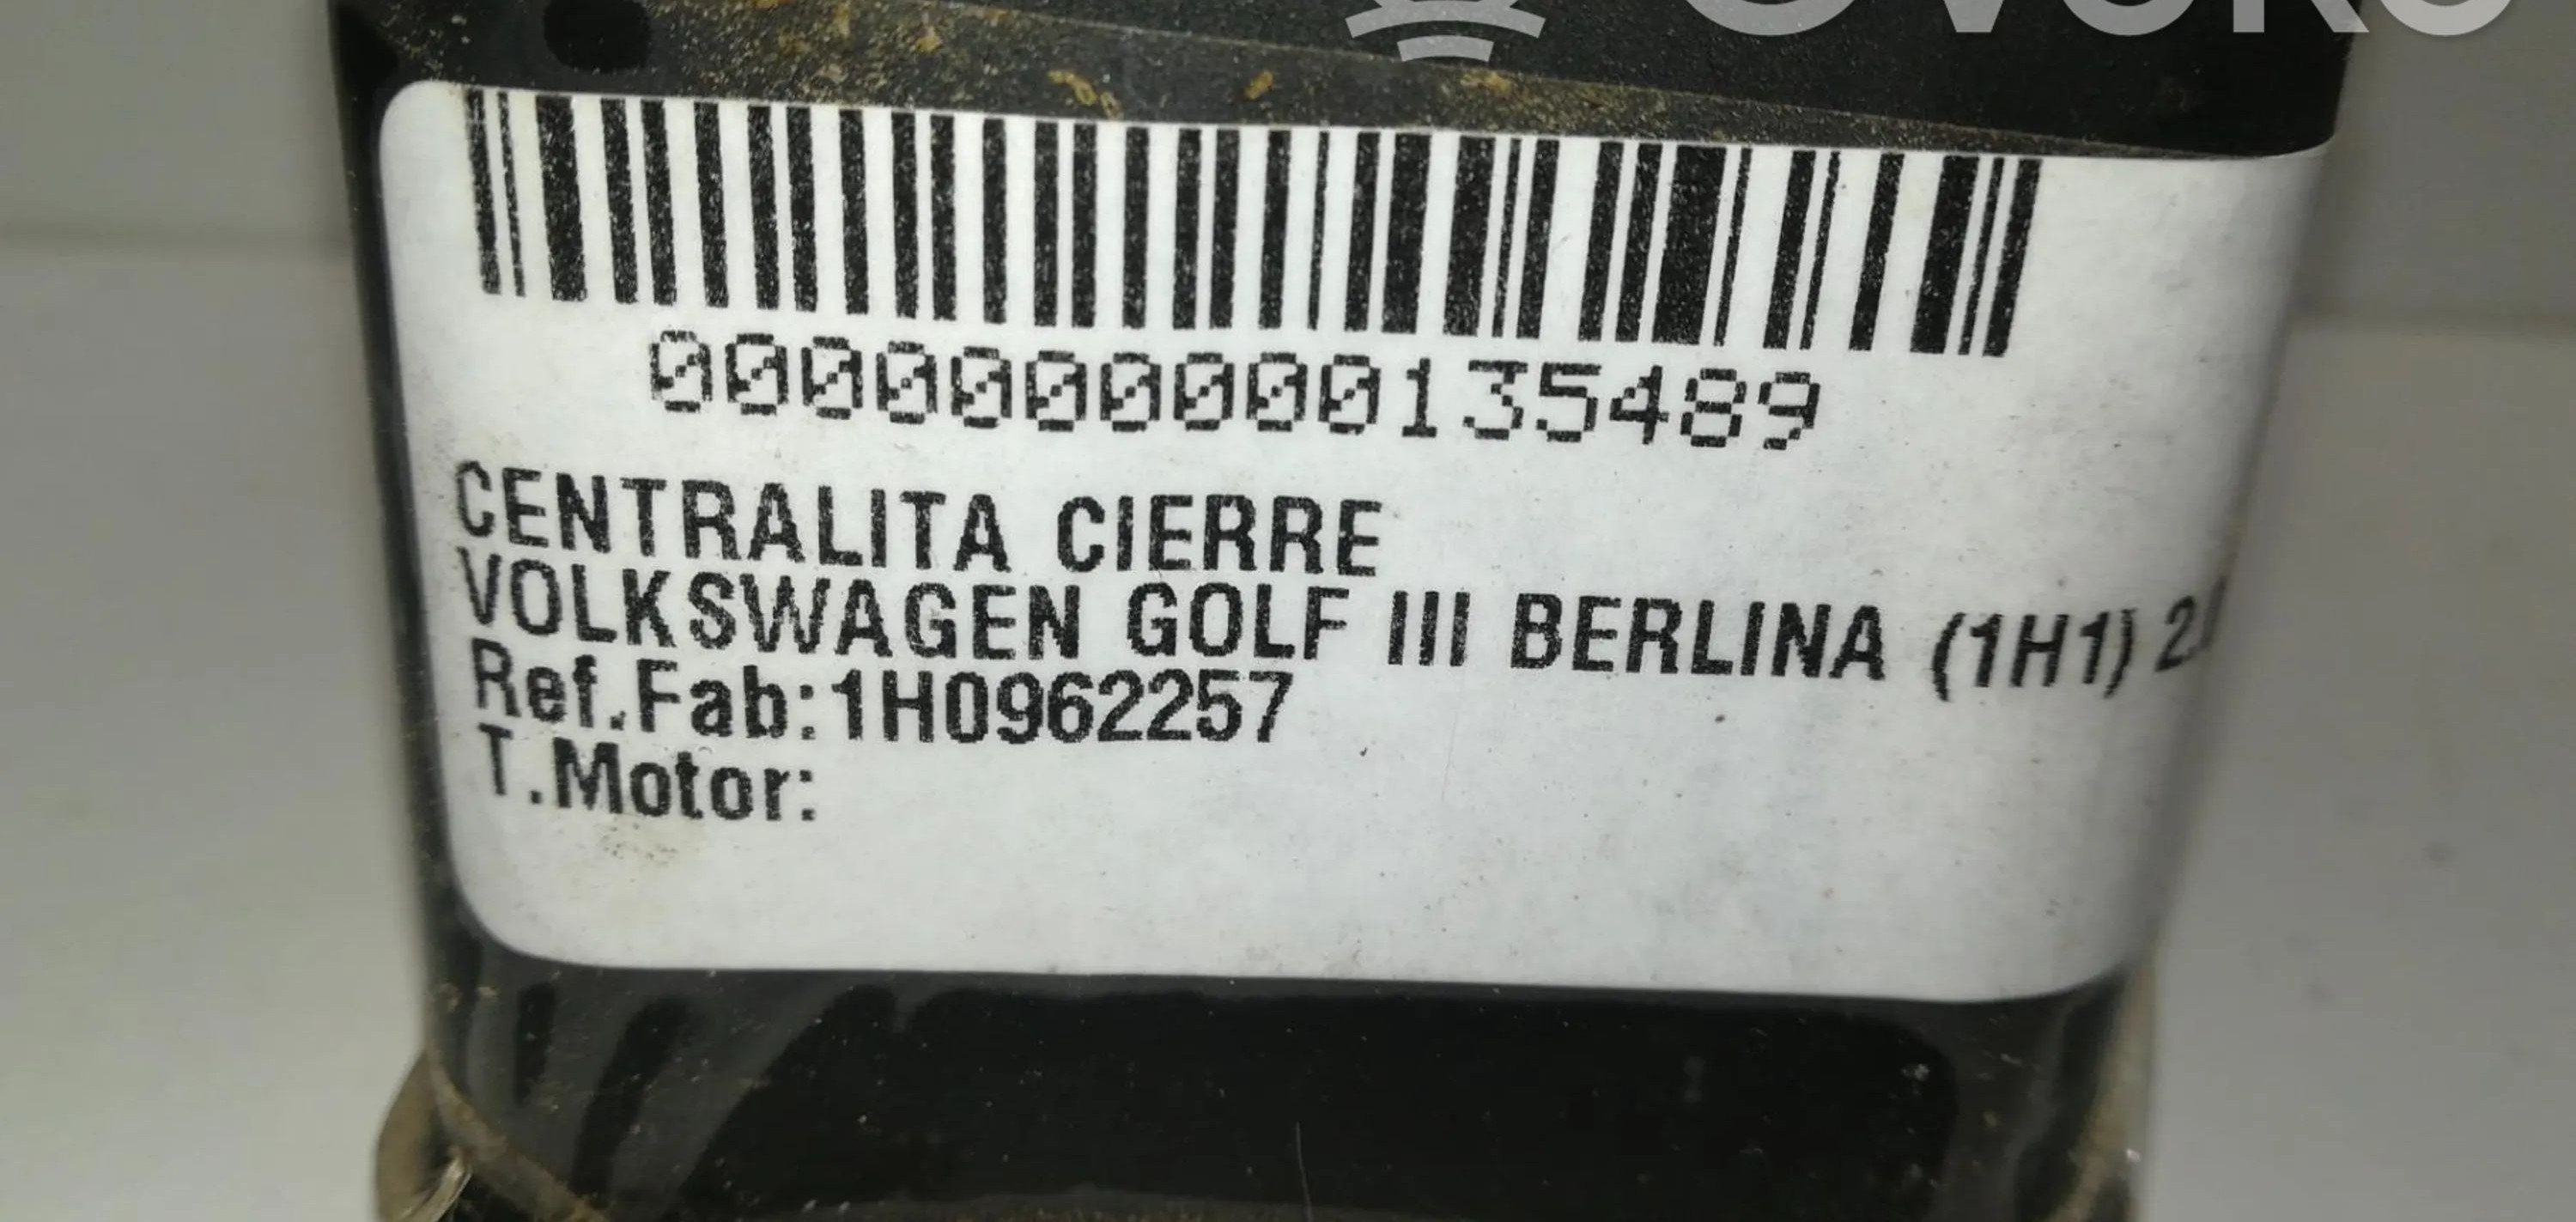 0000000000135489
CENTRALITA CIERRE
VOLKSWAGEN GOLF III BERLINA (1H1)
Ref.Fab:1H0962257
T.Motor: